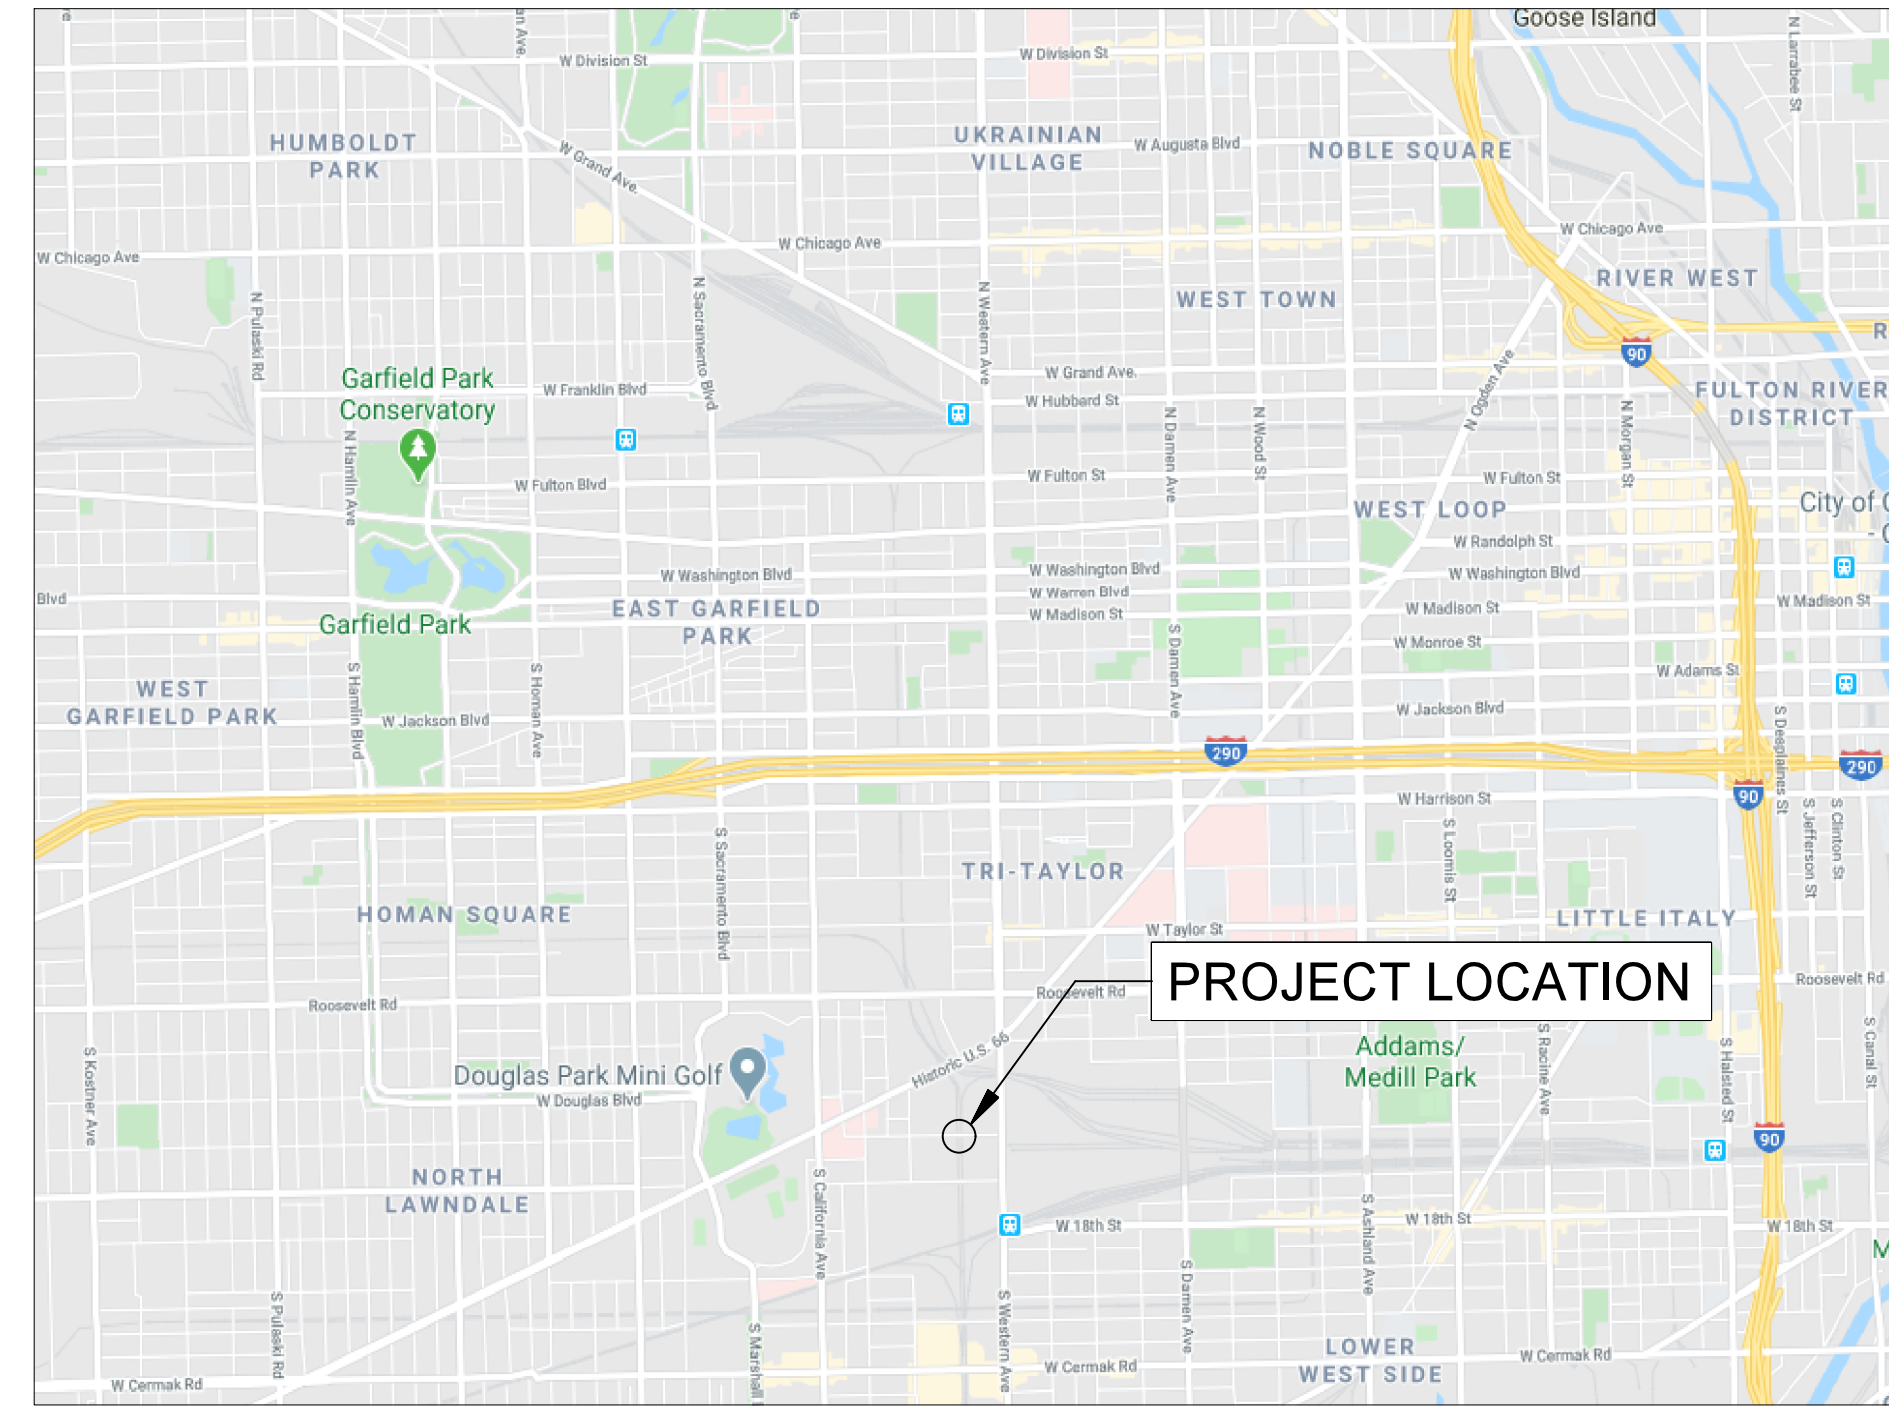 Goose Island
W Division St
W Division St
N Larrabee St
HUMBOLDT
PARK
W Grand Ave.
UKRAINIAN
VILLAGE
W Augusta Blvd
NOBLE SQUARE
W Chicago Ave
W Chicago Ave
W Chicago Ave
RIVER WEST
WEST TOWN
N Pulaski Rd
N Sacramento Blvd
N Western Ave
90
Garfield Park
Conservatory
W Franklin Blvd
W Grand Ave.
W Hubbard St
N Ogden Ave
FULTON RIVER
DISTRICT
N Hamlin Ave
N Damen Ave
N Wood St
N Morgan St
W Fulton Blvd
W Fulton St
W Fulton St
WEST LOOP
City of
W Randolph St
W Washington Blvd
W Washington Blvd
W Washington Blvd
W Warren Blvd
W Madison St
W Madison St
W Madison St
Blvd
EAST GARFIELD
PARK
Garfield Park
W Monroe St
S Damen Ave
W Adams St
WEST
GARFIELD PARK
S Hamlin Blvd
S Homan Ave
W Jackson Blvd
W Jackson Blvd
S Desplaines St
290
290
90
W Harrison St
S Jefferson St
S Clinton St
S Loomis St
S Sacramento Blvd
TRI-TAYLOR
HOMAN SQUARE
LITTLE ITALY
W Taylor St
PROJECT LOCATION
Roosevelt Rd
Roosevelt Rd
Roosevelt Rd
Historic U.S. 66
Addams/
Medill Park
S Racine Ave
S Halsted St
S Canal St
S Kostner Ave
Douglas Park Mini Golf
W Douglas Blvd
90
NORTH
LAWNDALE
S California Ave
W 18th St
W 18th St
W 18th St
S Ashland Ave
S Damen Ave
S Western Ave
S Pulaski Rd
S Marshall
LOWER
WEST SIDE
W Cermak Rd
W Cermak Rd
W Cermak Rd